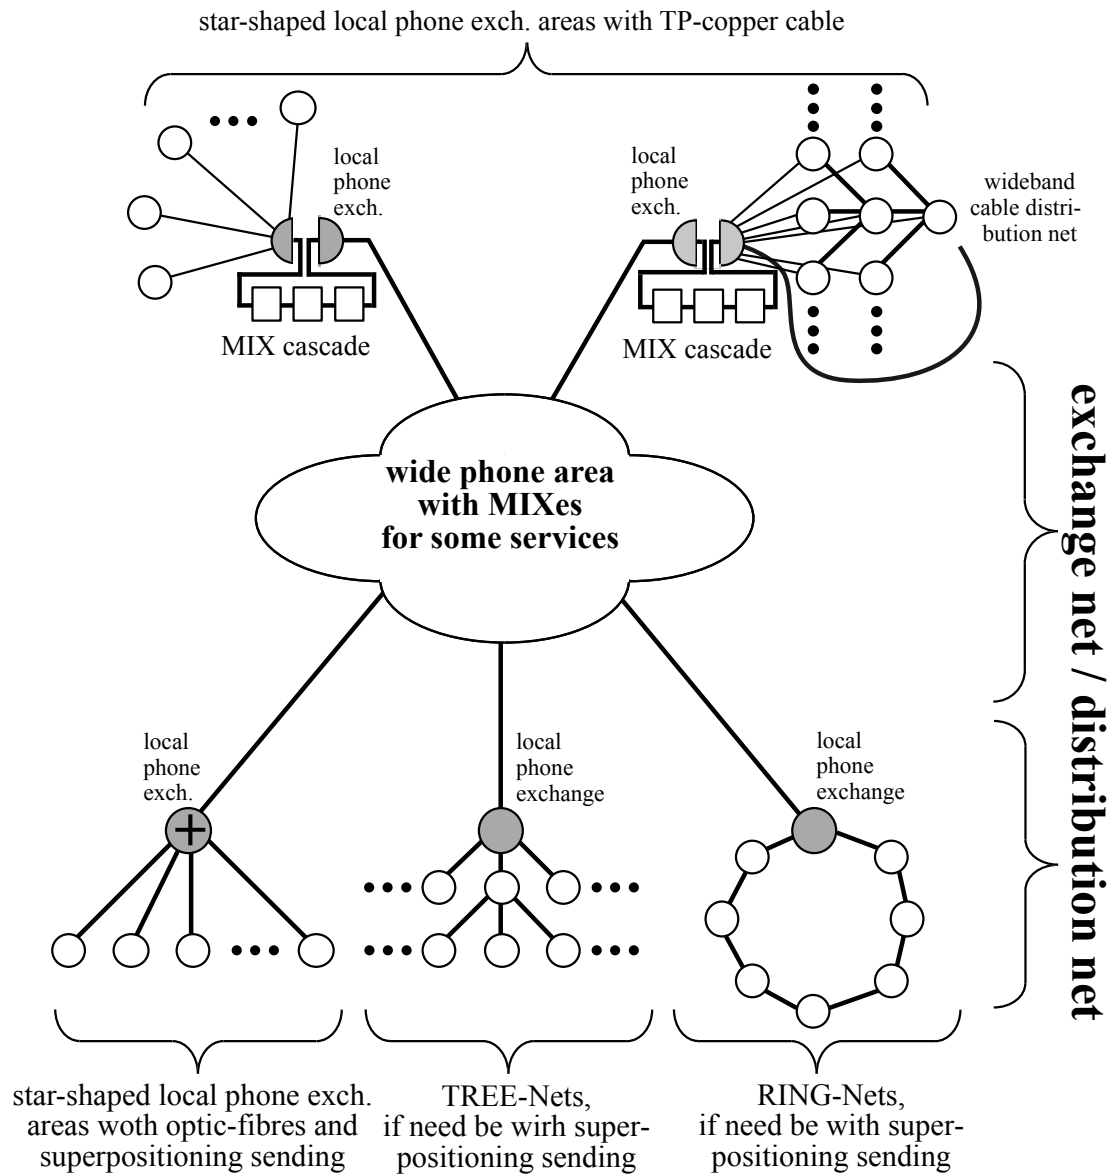 star-shaped local phone exch. areas with TP-copper cable
local
phone
exch.
local
phone
exch.
wideband
cable distri-
bution net
MIX cascade
MIX cascade
wide phone area
with MIXes
for some services
exchange net / distribution net
local
phone
exch.
local
phone
exchange
local
phone
exchange
star-shaped local phone exch.
areas woth optic-fibres and
superpositioning sending
TREE-Nets,
if need be wirh super-
positioning sending
RING-Nets,
if need be with super-
positioning sending